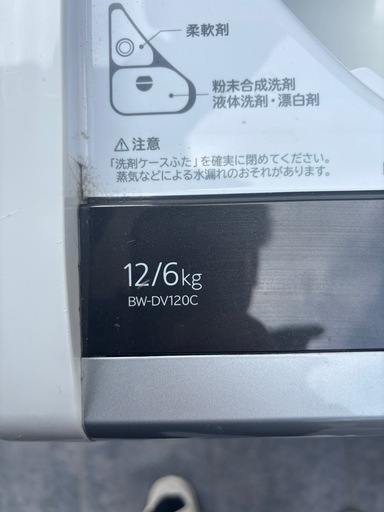 柔軟剤
粉末合成洗剤
液体洗剤・漂白剤
⚠注意
「洗剤ケースふた」を確実に閉めてください。
蒸気などによる水漏れのおそれがあります。
12/6kg
BW-DV120C